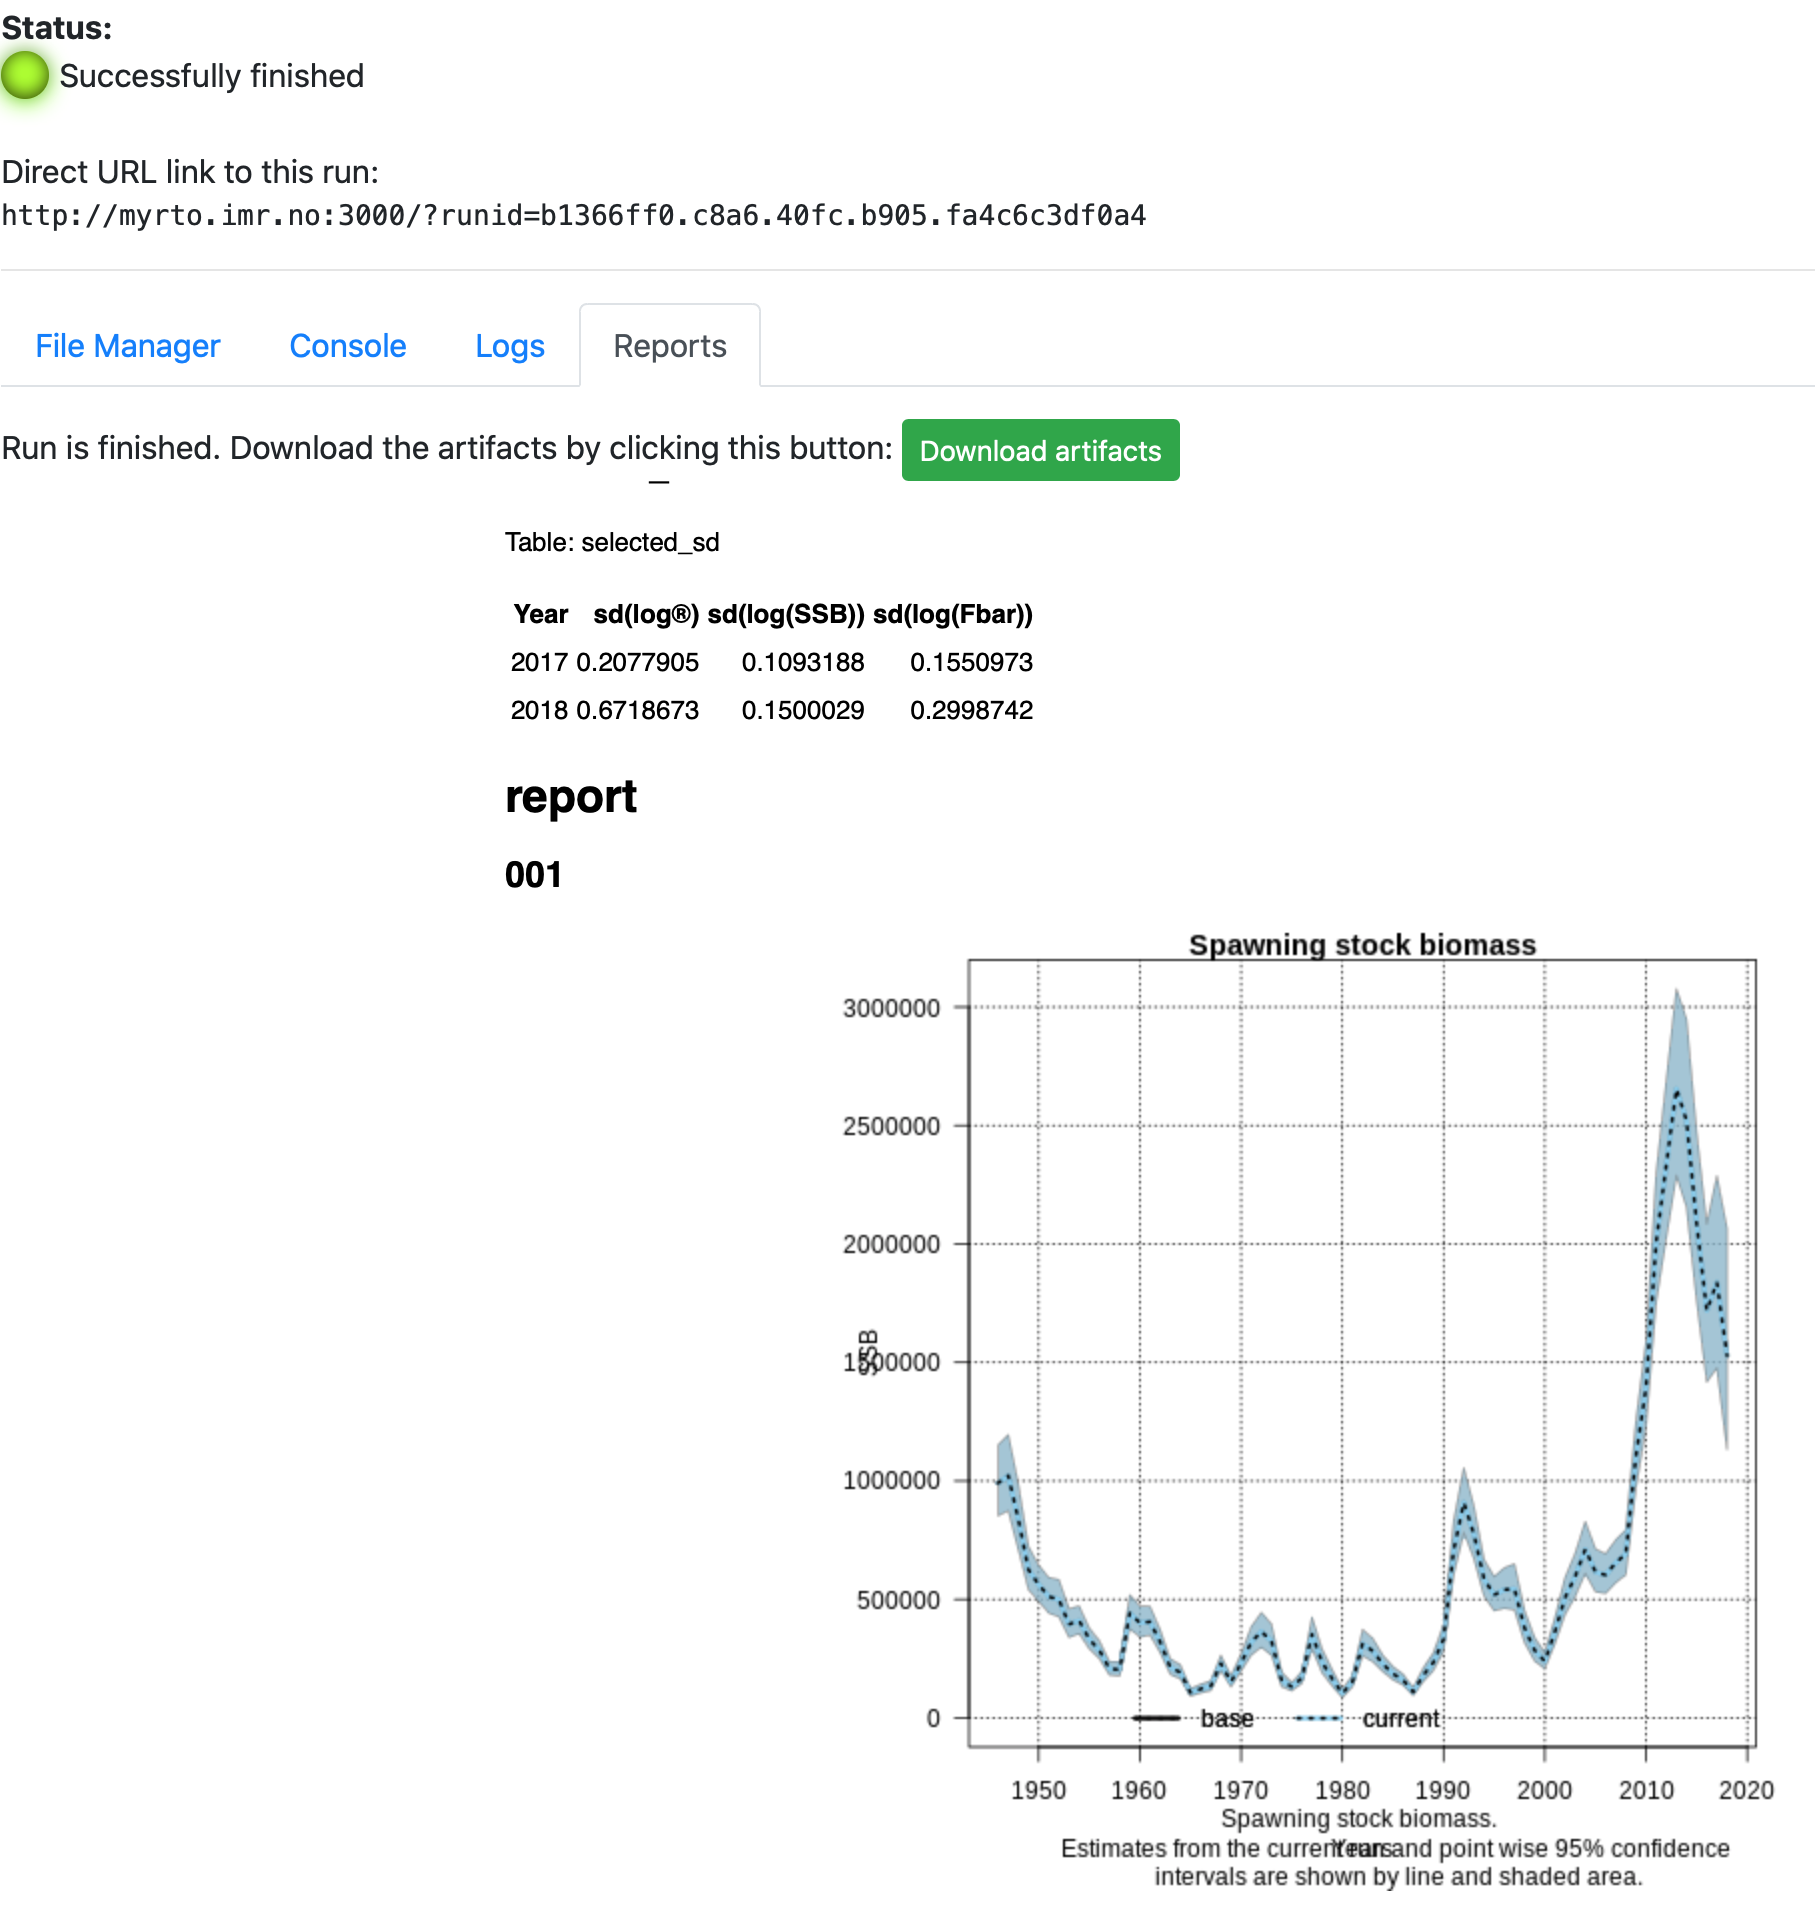 Status:
Successfully finished
Direct URL link to this run:
http://myrto.imr.no:3000/?runid=b1366ff0.c8a6.40fc.b905.fa4c6c3df0a4
File Manager Console Logs Reports
Run is finished. Download the artifacts by clicking this button: Download artifacts
Table: selected_sd
Year sd(log®) sd(log(SSB)) sd(log(Fbar))
2017 0.2077905 0.1093188 0.1550973
2018 0.6718673 0.1500029 0.2998742
report
001
Spawning stock biomass
3000000
2500000
2000000
SSB
1500000
1000000
500000
0
base current
1950 1960 1970 1980 1990 2000 2010 2020
Years
Spawning stock biomass.
Estimates from the current run and point wise 95% confidence
intervals are shown by line and shaded area.